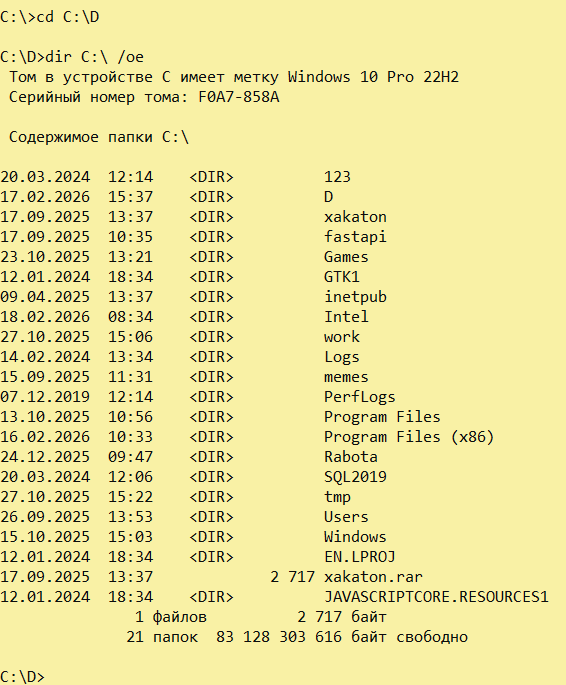 C:\>cd C:\D
C:\D>dir C:\ /oe
Том в устройстве C имеет метку Windows 10 Pro 22H2
Серийный номер тома: F0A7-858A
Содержимое папки C:\
20.03.2024 12:14 <DIR> 123
17.02.2026 15:37 <DIR> D
17.09.2025 13:37 <DIR> xakaton
17.09.2025 10:35 <DIR> fastapi
23.10.2025 13:21 <DIR> Games
12.01.2024 18:34 <DIR> GTK1
09.04.2025 13:37 <DIR> inetpub
18.02.2026 08:34 <DIR> Intel
27.10.2025 15:06 <DIR> work
14.02.2024 13:34 <DIR> Logs
15.09.2025 11:31 <DIR> memes
07.12.2019 12:14 <DIR> PerfLogs
13.10.2025 10:56 <DIR> Program Files
16.02.2026 10:33 <DIR> Program Files (x86)
24.12.2025 09:47 <DIR> Rabota
20.03.2024 12:06 <DIR> SQL2019
27.10.2025 15:22 <DIR> tmp
26.09.2025 13:53 <DIR> Users
15.10.2025 15:03 <DIR> Windows
12.01.2024 18:34 <DIR> EN.LPROJ
17.09.2025 13:37 2 717 xakaton.rar
12.01.2024 18:34 <DIR> JAVASCRIPTCORE.RESOURCES1
1 файлов 2 717 байт
21 папок 83 128 303 616 байт свободно
C:\D>